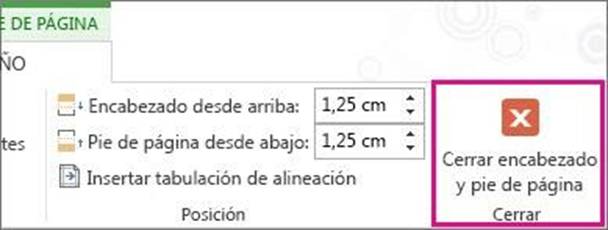 E DE PÁGINA
ÑO
Encabezado desde arriba: 1,25 cm
tes Pie de página desde abajo: 1,25 cm
Insertar tabulación de alineación
Posición
Cerrar encabezado
y pie de página
Cerrar